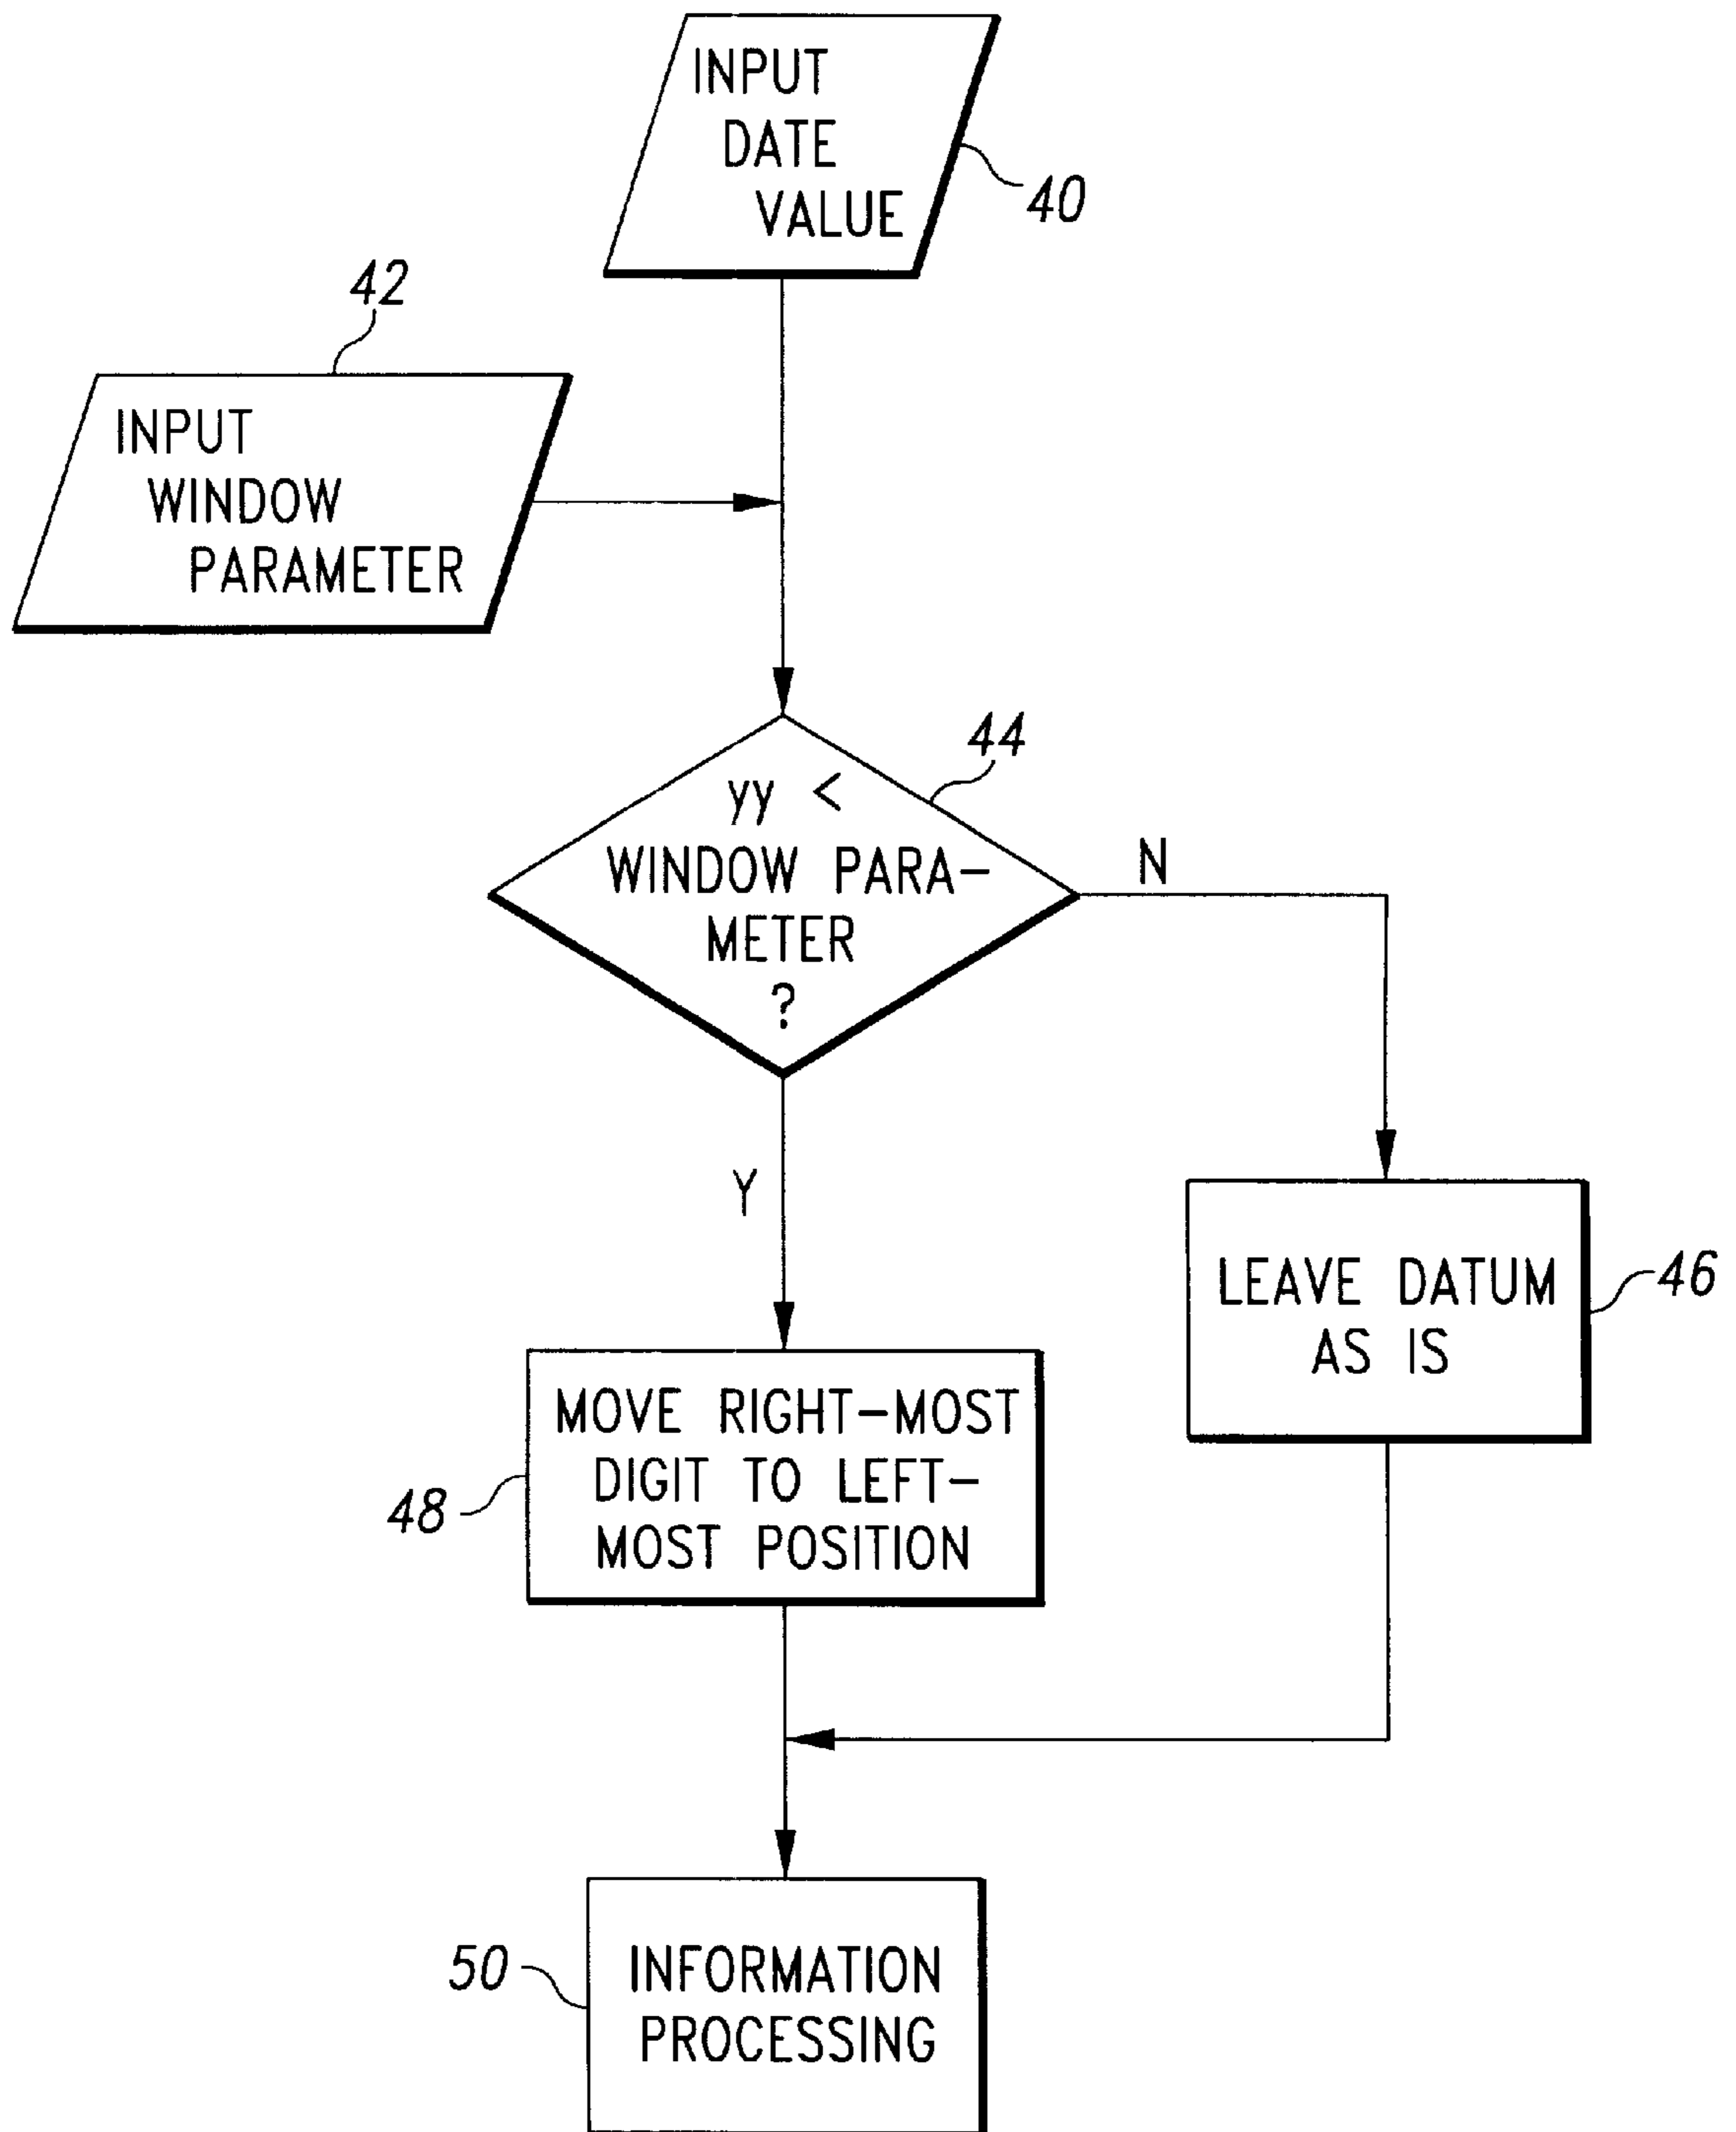 INPUT
DATE
VALUE
40
42
INPUT
WINDOW
PARAMETER
44
yy <
WINDOW PARA-
METER
?
N
Y
LEAVE DATUM
AS IS
46
MOVE RIGHT-MOST
DIGIT TO LEFT-
MOST POSITION
48
50
INFORMATION
PROCESSING